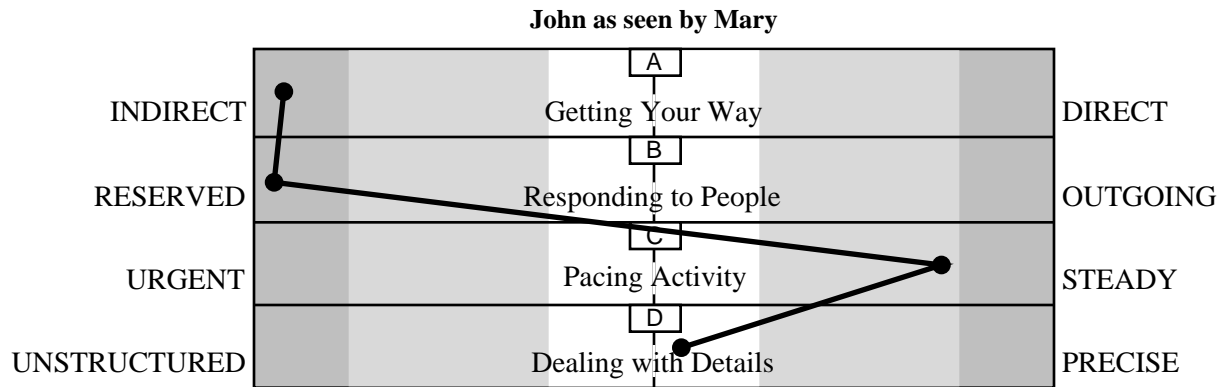 John as seen by Mary
A
INDIRECT Getting Your Way DIRECT
B
RESERVED Responding to People OUTGOING
C
URGENT Pacing Activity STEADY
D
UNSTRUCTURED Dealing with Details PRECISE